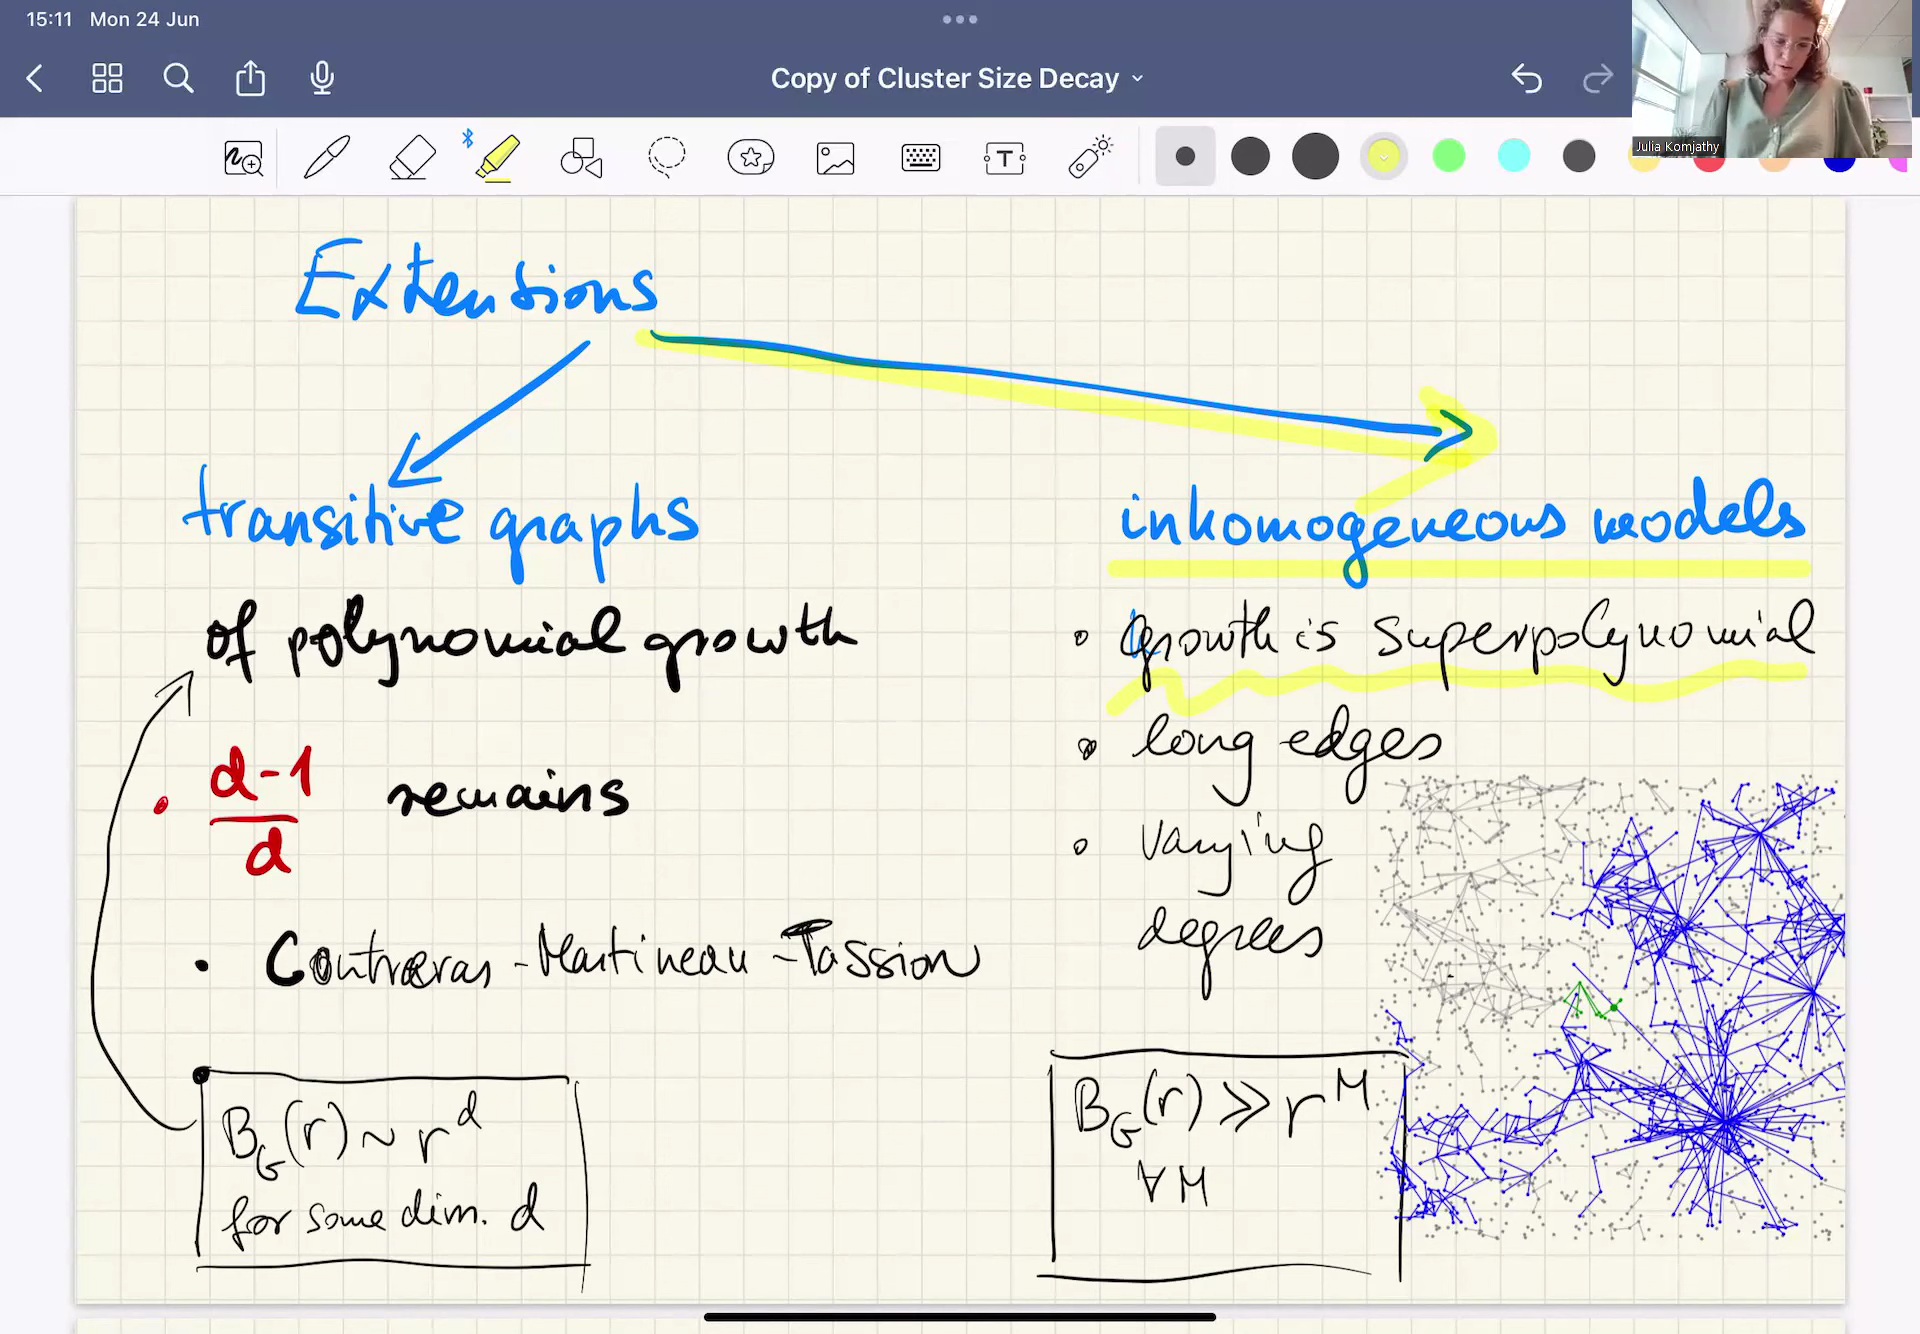 15:11 Mon 24 Jun
Copy of Cluster Size Decay
Julia Komjathy
Extentions
transitive graphs
of polynomial growth
• d-1
d
remains
• Contreras - Martineau - Tassion
B_G(r) ~ r^d
for some dim. d
inhomogeneous models
• growth is superpolynomial
• long edges
• varying
degrees
B_G(r) >> r^M
∀ M